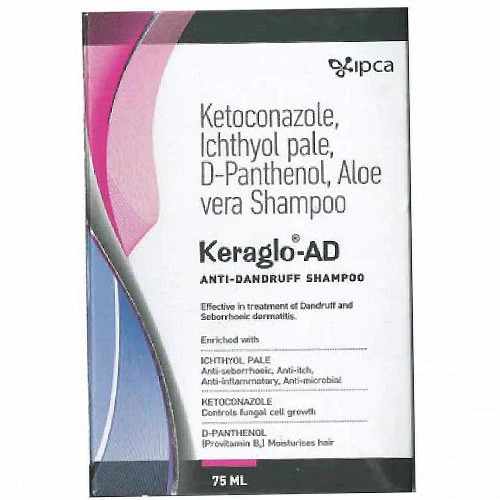 ipca
Ketoconazole,
Ichthyol pale,
D-Panthenol, Aloe
vera Shampoo
Keraglo®-AD
ANTI-DANDRUFF SHAMPOO
Effective in treatment of Dandruff and
Seborrhoeic dermatitis.
Enriched with
ICHTHYOL PALE
Anti-seborrhoeic, Anti-itch,
Anti-inflammatory, Anti-microbial
KETOCONAZOLE
Controls fungal cell growth
D-PANTHENOL
(Provitamin B₅) Moisturises hair
75 ML